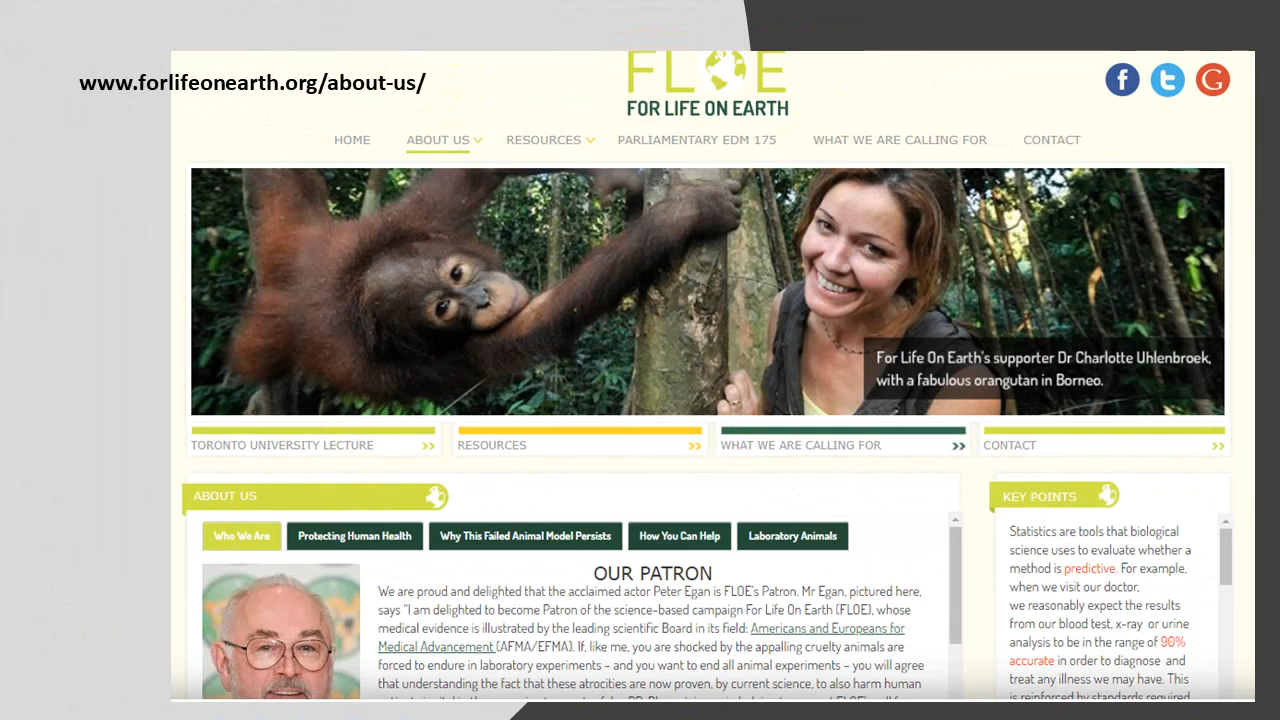 www.forlifeonearth.org/about-us/
FLOE
FOR LIFE ON EARTH
HOME ABOUT US RESOURCES PARLIAMENTARY EDM 175 WHAT WE ARE CALLING FOR CONTACT
For Life On Earth's supporter Dr Charlotte Uhlenbroek,
with a fabulous orangutan in Borneo.
TORONTO UNIVERSITY LECTURE RESOURCES WHAT WE ARE CALLING FOR CONTACT
ABOUT US
Who We Are Protecting Human Health Why This Failed Animal Model Persists How You Can Help Laboratory Animals
OUR PATRON
We are proud and delighted that the acclaimed actor Peter Egan is FLOE's Patron. Mr Egan, pictured here,
says "I am delighted to become Patron of the science-based campaign For Life On Earth (FLOE), whose
medical evidence is illustrated by the leading scientific Board in its field: Americans and Europeans for
Medical Advancement (AFMA/EFMA). If, like me, you are shocked by the appalling cruelty animals are
forced to endure in laboratory experiments – and you want to end all animal experiments – you will agree
that understanding the fact that these atrocities are now proven, by current science, to also harm human
KEY POINTS
Statistics are tools that biological
science uses to evaluate whether a
method is predictive. For example,
when we visit our doctor,
we reasonably expect the results
from our blood test, x-ray or urine
analysis to be in the range of 90%
accurate in order to diagnose and
treat any illness we may have. This
is reinforced by standards required